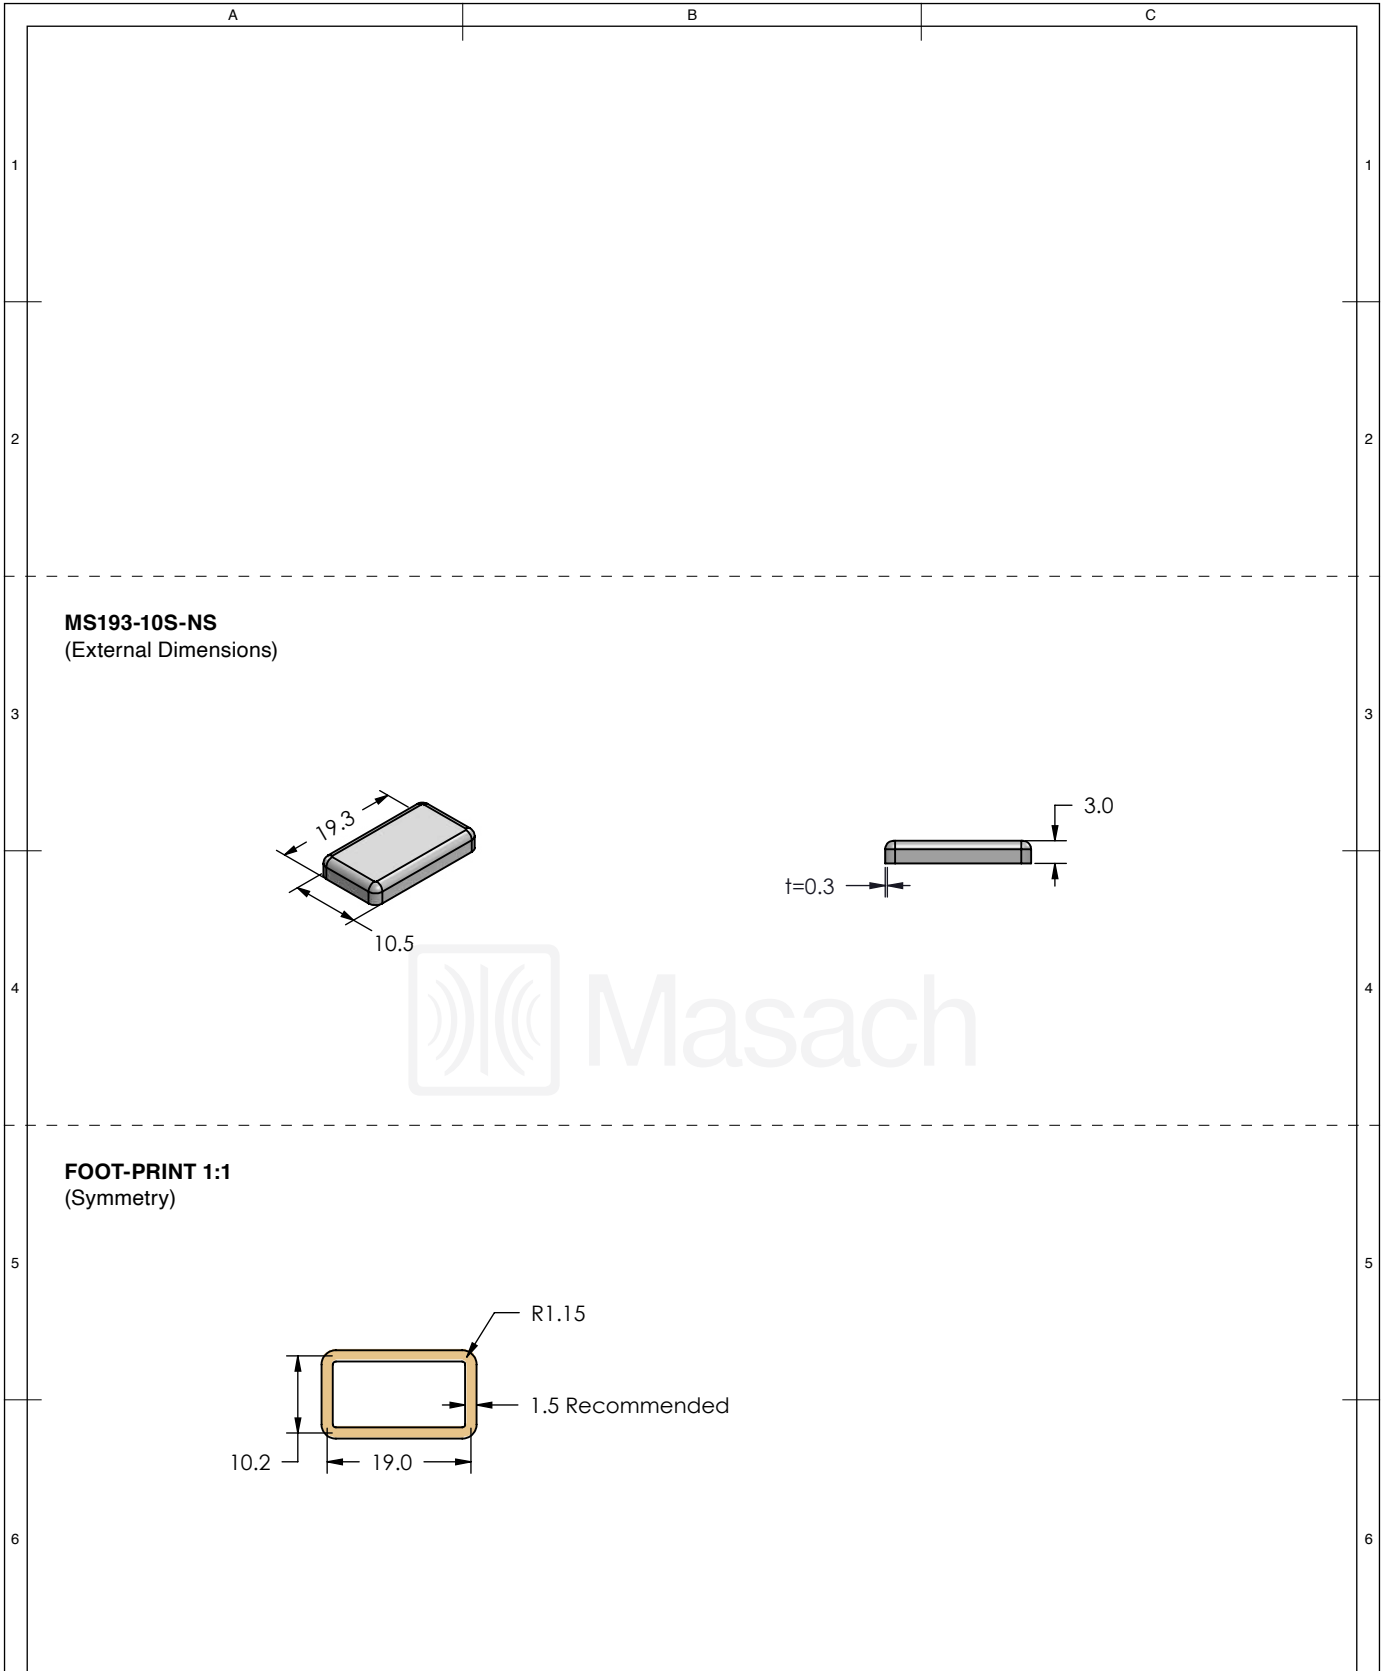 A B C
1 1
2 2
MS193-10S-NS
(External Dimensions)
3 3
19.3
3.0
t=0.3
10.5
4 4
Masach
FOOT-PRINT 1:1
(Symmetry)
5 5
R1.15
1.5 Recommended
10.2
19.0
6 6